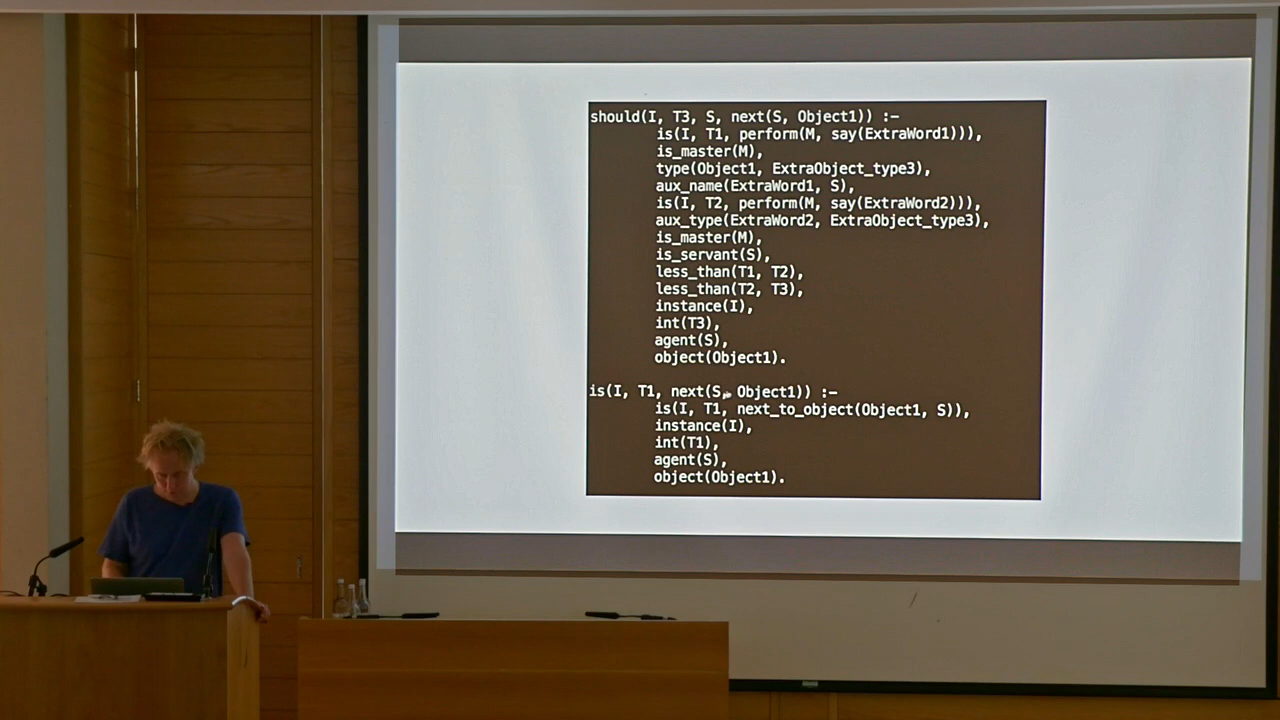 should(I, T3, S, next(S, Object1)) :-
is(I, T1, perform(M, say(ExtraWord1))),
is_master(M),
type(Object1, ExtraObject_type3),
aux_name(ExtraWord1, S),
is(I, T2, perform(M, say(ExtraWord2))),
aux_type(ExtraWord2, ExtraObject_type3),
is_master(M),
is_servant(S),
less_than(T1, T2),
less_than(T2, T3),
instance(I),
int(T3),
agent(S),
object(Object1).
is(I, T1, next(S, Object1)) :-
is(I, T1, next_to_object(Object1, S)),
instance(I),
int(T1),
agent(S),
object(Object1).